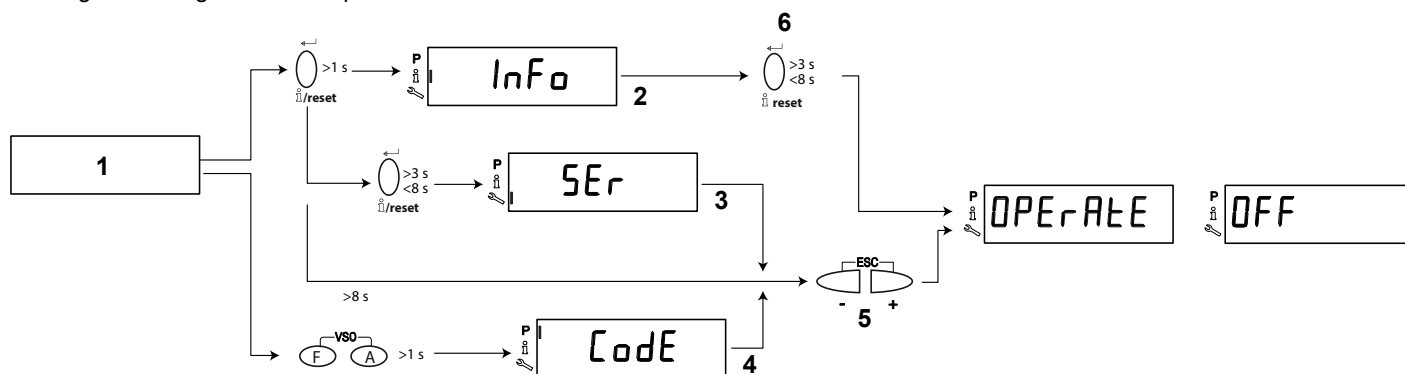 6
>1 s
P
i
InFo
2
>3 s
<8 s
i/reset
i reset
1
>3 s
<8 s
P
i
SEr
3
i/reset
P
i
OPErAtE
P
i
OFF
ESC
- +
5
>8 s
VSO
F A
>1 s
P
i
CodE
4